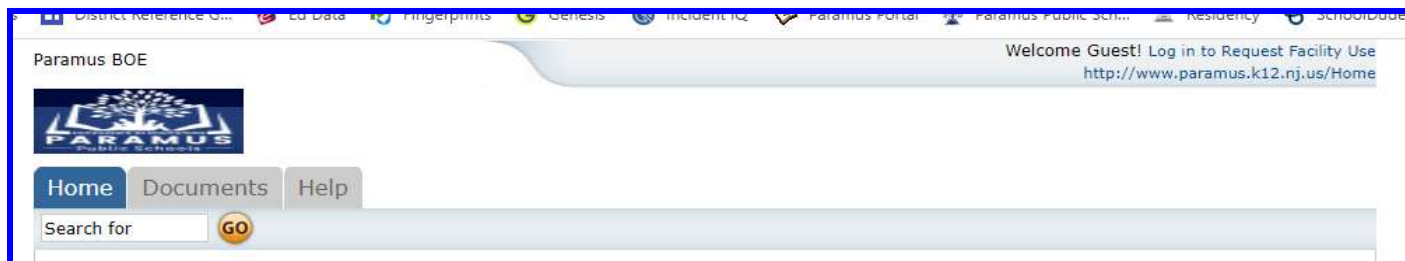 District Reference G... Ed Data Fingerprints Genesis Incident IQ Paramus Portal Paramus Public Sch... Residency SchoolDude
Paramus BOE
Welcome Guest! Log in to Request Facility Use
http://www.paramus.k12.nj.us/Home
PARAMUS
Public Schools
Home Documents Help
Search for GO